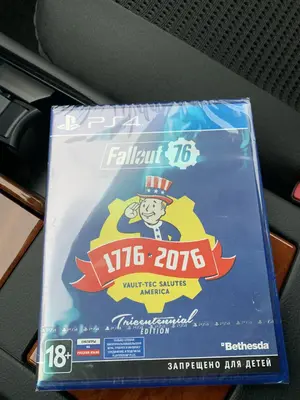 PS4
Fallout 76
1776 - 2076
VAULT-TEC SALUTES
AMERICA
Tricentennial
EDITION
18+
Bethesda
ЗАПРЕЩЕНО ДЛЯ ДЕТЕЙ